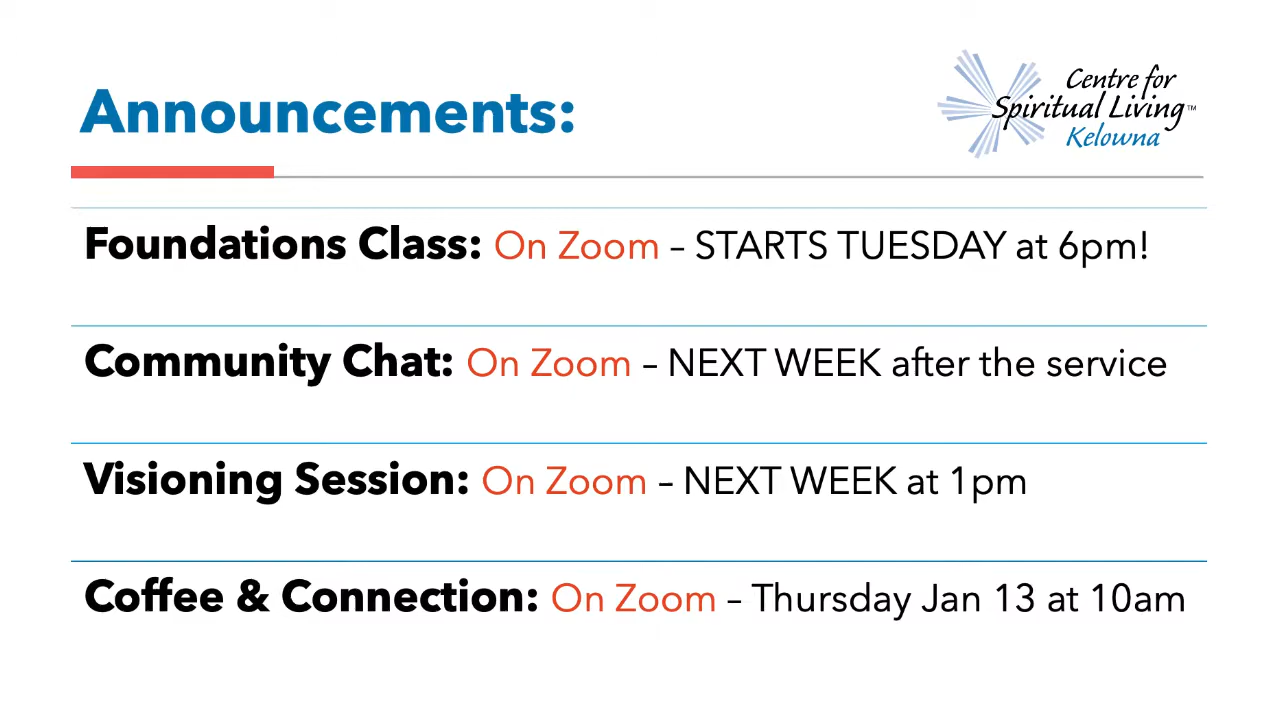 Announcements:
Centre for
Spiritual Living™
Kelowna
Foundations Class: On Zoom – STARTS TUESDAY at 6pm!
Community Chat: On Zoom – NEXT WEEK after the service
Visioning Session: On Zoom – NEXT WEEK at 1pm
Coffee & Connection: On Zoom – Thursday Jan 13 at 10am